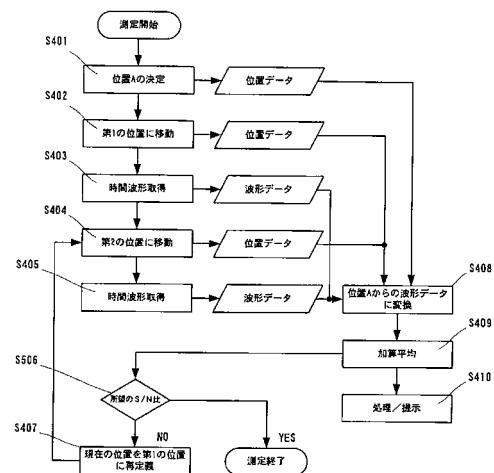 測定開始
S401
位置Aの決定
位置データ
S402
第1の位置に移動
位置データ
S403
時間波形取得
波形データ
S404
第2の位置に移動
位置データ
S405
時間波形取得
波形データ
位置Aからの波形データ
に変換
S408
加算平均
S409
S506
所望のS/N比
処理/提示
S410
NO
YES
S407
現在の位置を第1の位置
に再定義
測定終了